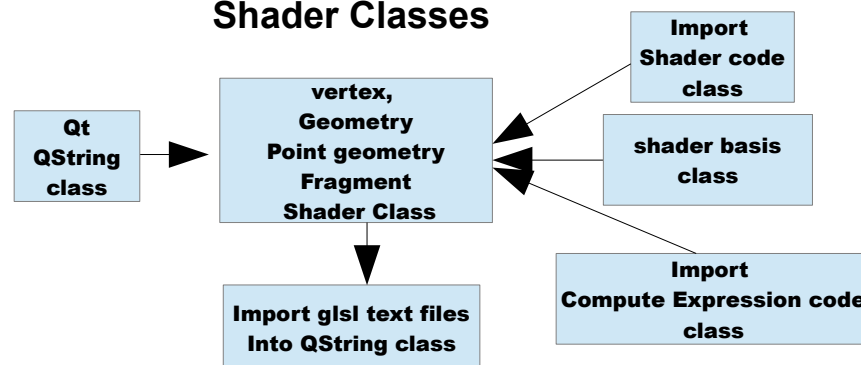 Shader Classes
Qt
QString
class
vertex,
Geometry
Point geometry
Fragment
Shader Class
Import
Shader code
class
shader basis
class
Import
Compute Expression code
class
Import glsl text files
Into QString class